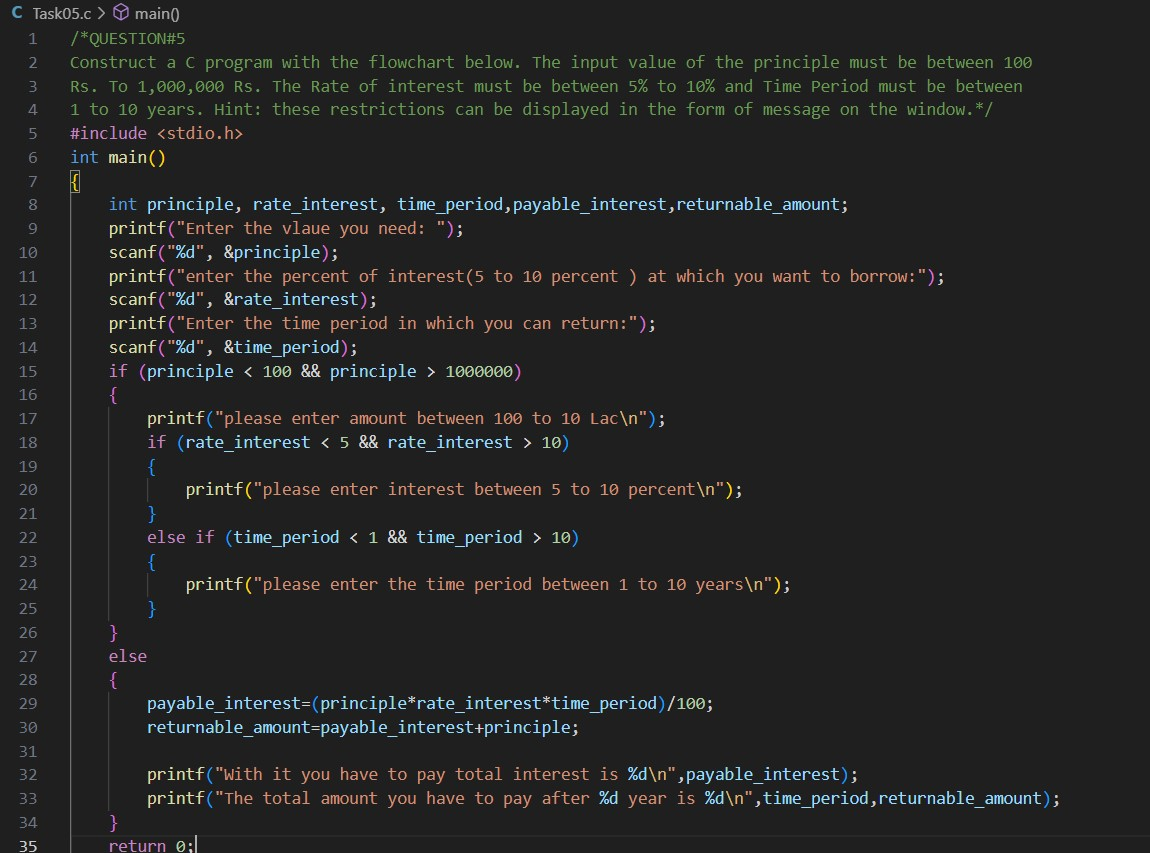 C Task05.c > main()
1 /*QUESTION#5
2 Construct a C program with the flowchart below. The input value of the principle must be between 100
3 Rs. To 1,000,000 Rs. The Rate of interest must be between 5% to 10% and Time Period must be between
4 1 to 10 years. Hint: these restrictions can be displayed in the form of message on the window.*/
5 #include <stdio.h>
6 int main()
7 {
8     int principle, rate_interest, time_period,payable_interest,returnable_amount;
9     printf("Enter the vlaue you need: ");
10     scanf("%d", &principle);
11     printf("enter the percent of interest(5 to 10 percent ) at which you want to borrow:");
12     scanf("%d", &rate_interest);
13     printf("Enter the time period in which you can return:");
14     scanf("%d", &time_period);
15     if (principle < 100 && principle > 1000000)
16     {
17         printf("please enter amount between 100 to 10 Lac\n");
18         if (rate_interest < 5 && rate_interest > 10)
19         {
20             printf("please enter interest between 5 to 10 percent\n");
21         }
22         else if (time_period < 1 && time_period > 10)
23         {
24             printf("please enter the time period between 1 to 10 years\n");
25         }
26     }
27     else
28     {
29         payable_interest=(principle*rate_interest*time_period)/100;
30         returnable_amount=payable_interest+principle;
31
32         printf("With it you have to pay total interest is %d\n",payable_interest);
33         printf("The total amount you have to pay after %d year is %d\n",time_period,returnable_amount);
34     }
35     return 0;